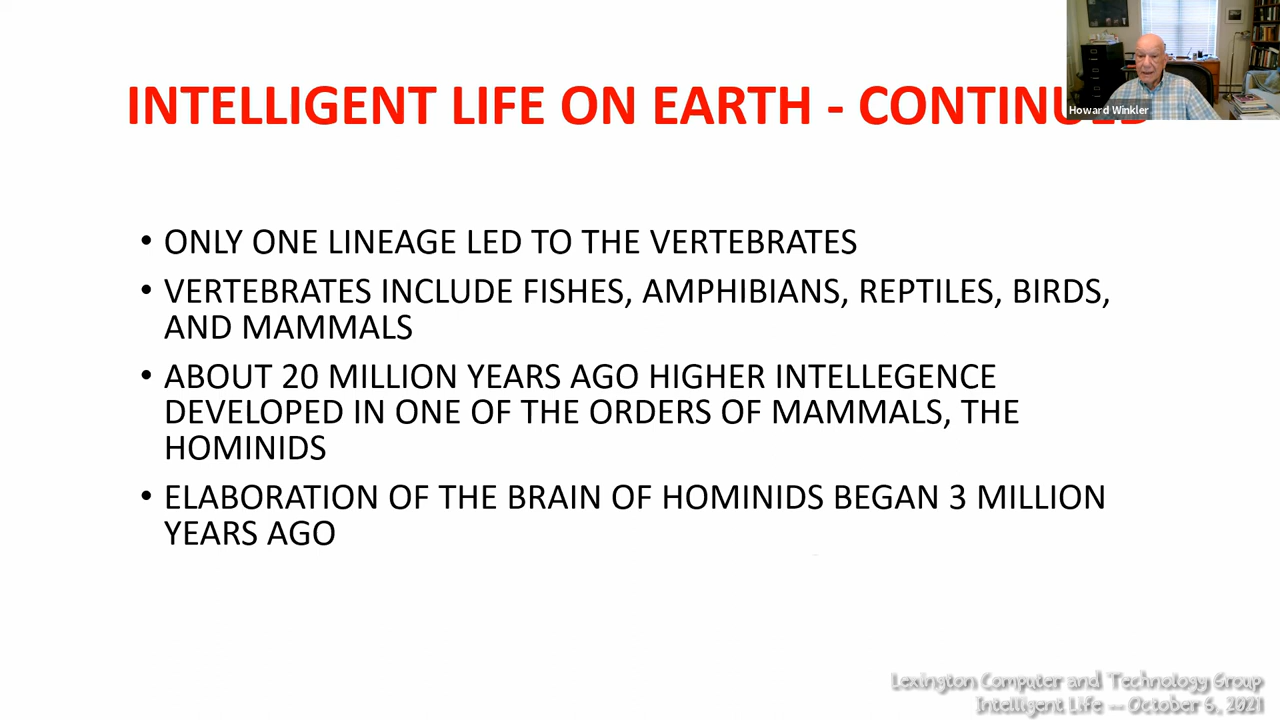 INTELLIGENT LIFE ON EARTH - CONTINUED
Howard Winkler
• ONLY ONE LINEAGE LED TO THE VERTEBRATES
• VERTEBRATES INCLUDE FISHES, AMPHIBIANS, REPTILES, BIRDS,
AND MAMMALS
• ABOUT 20 MILLION YEARS AGO HIGHER INTELLEGENCE
DEVELOPED IN ONE OF THE ORDERS OF MAMMALS, THE
HOMINIDS
• ELABORATION OF THE BRAIN OF HOMINIDS BEGAN 3 MILLION
YEARS AGO
Lexington Computer and Technology Group
Intelligent Life -- October 6, 2021